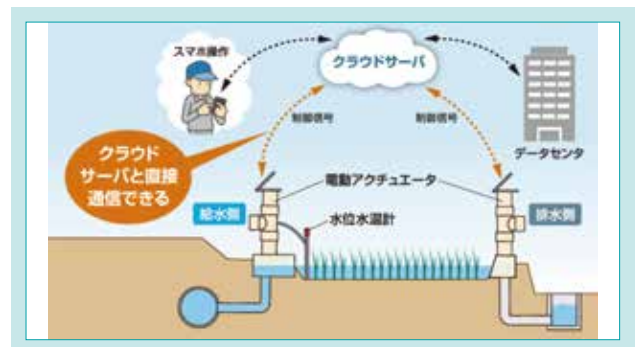 スマホ操作
クラウドサーバ
制御信号
制御信号
データセンタ
クラウド
サーバと直接
通信できる
電動アクチュエータ
給水側
水位水温計
排水側